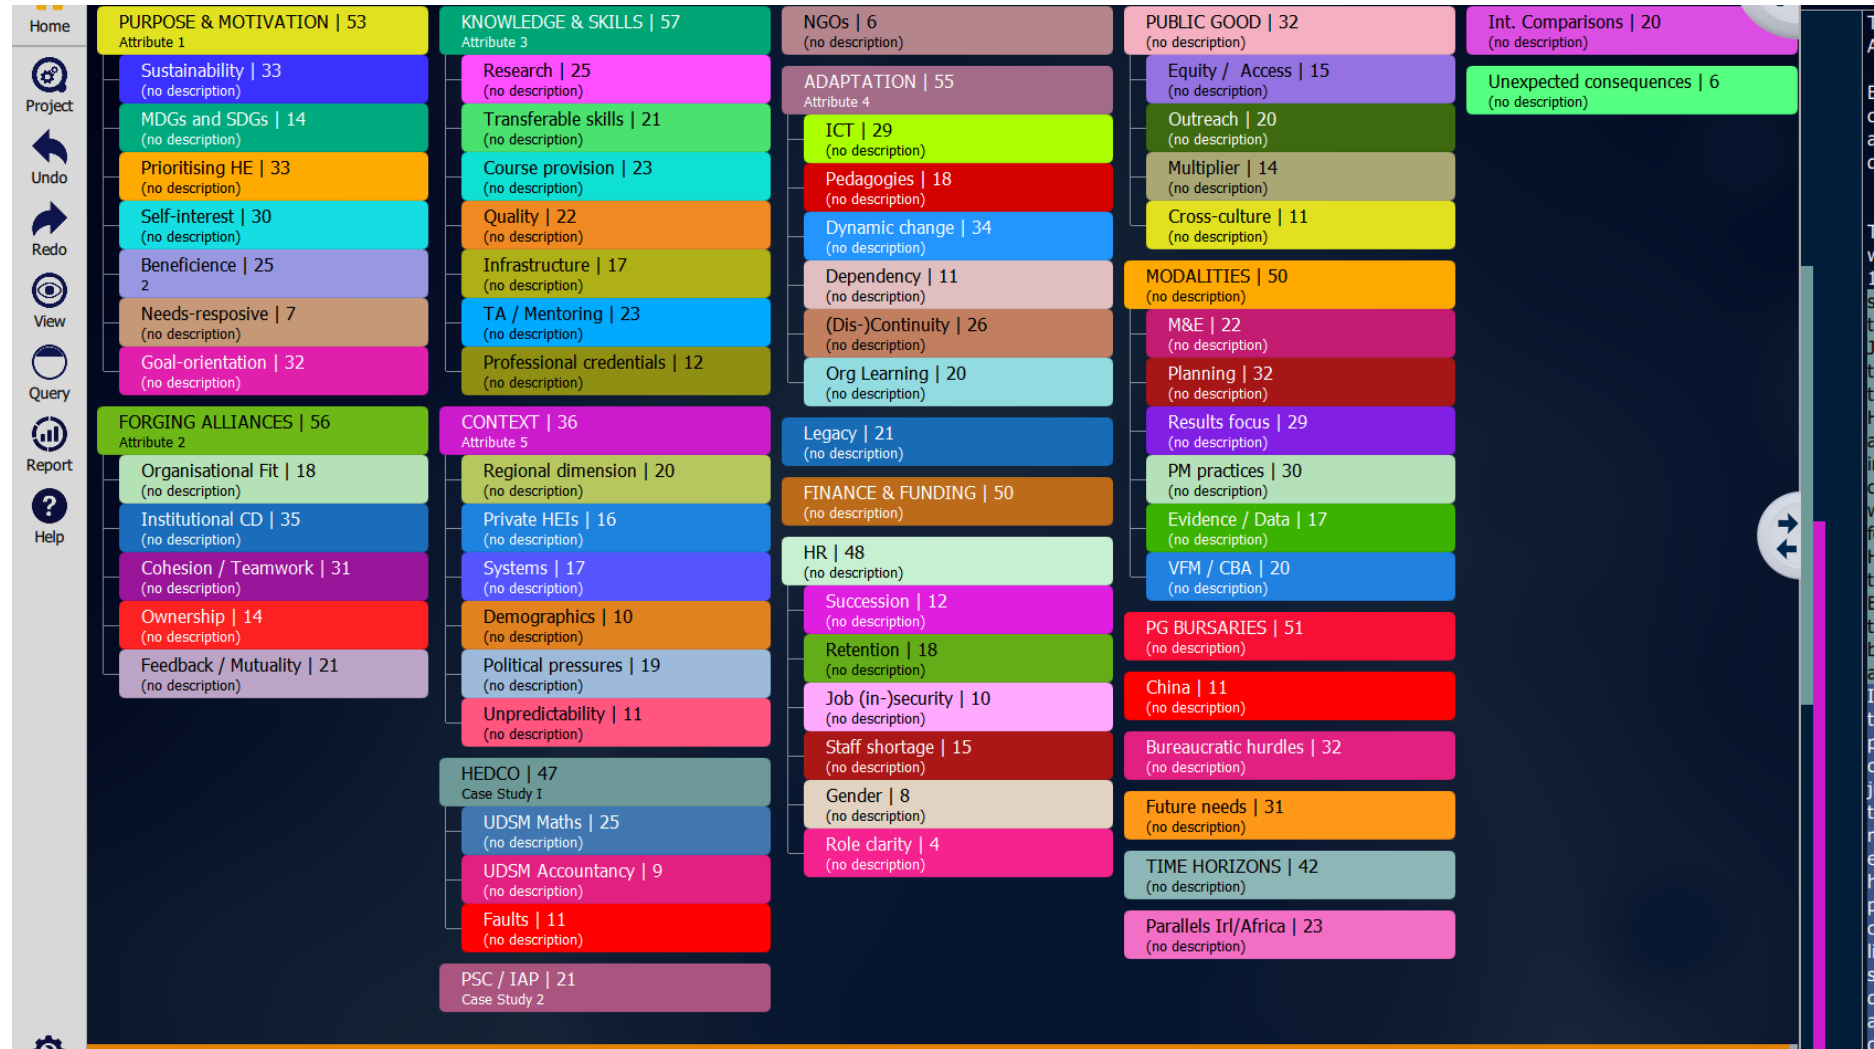 Home
Project
Undo
Redo
View
Query
Report
Help
PURPOSE & MOTIVATION | 53
Attribute 1
Sustainability | 33
(no description)
MDGs and SDGs | 14
(no description)
Prioritising HE | 33
(no description)
Self-interest | 30
(no description)
Beneficience | 25
2
Needs-resposive | 7
(no description)
Goal-orientation | 32
(no description)
FORGING ALLIANCES | 56
Attribute 2
Organisational Fit | 18
(no description)
Institutional CD | 35
(no description)
Cohesion / Teamwork | 31
(no description)
Ownership | 14
(no description)
Feedback / Mutuality | 21
(no description)
KNOWLEDGE & SKILLS | 57
Attribute 3
Research | 25
(no description)
Transferable skills | 21
(no description)
Course provision | 23
(no description)
Quality | 22
(no description)
Infrastructure | 17
(no description)
TA / Mentoring | 23
(no description)
Professional credentials | 12
(no description)
CONTEXT | 36
Attribute 5
Regional dimension | 20
(no description)
Private HEIs | 16
(no description)
Systems | 17
(no description)
Demographics | 10
(no description)
Political pressures | 19
(no description)
Unpredictability | 11
(no description)
HEDCO | 47
Case Study I
UDSM Maths | 25
(no description)
UDSM Accountancy | 9
(no description)
Faults | 11
(no description)
PSC / IAP | 21
Case Study 2
NGOs | 6
(no description)
ADAPTATION | 55
Attribute 4
ICT | 29
(no description)
Pedagogies | 18
(no description)
Dynamic change | 34
(no description)
Dependency | 11
(no description)
(Dis-)Continuity | 26
(no description)
Org Learning | 20
(no description)
Legacy | 21
(no description)
FINANCE & FUNDING | 50
(no description)
HR | 48
(no description)
Succession | 12
(no description)
Retention | 18
(no description)
Job (in-)security | 10
(no description)
Staff shortage | 15
(no description)
Gender | 8
(no description)
Role clarity | 4
(no description)
PUBLIC GOOD | 32
(no description)
Equity / Access | 15
(no description)
Outreach | 20
(no description)
Multiplier | 14
(no description)
Cross-culture | 11
(no description)
MODALITIES | 50
(no description)
M&E | 22
(no description)
Planning | 32
(no description)
Results focus | 29
(no description)
PM practices | 30
(no description)
Evidence / Data | 17
(no description)
VFM / CBA | 20
(no description)
PG BURSARIES | 51
(no description)
China | 11
(no description)
Bureaucratic hurdles | 32
(no description)
Future needs | 31
(no description)
TIME HORIZONS | 42
(no description)
Parallels Irl/Africa | 23
(no description)
Int. Comparisons | 20
(no description)
Unexpected consequences | 6
(no description)